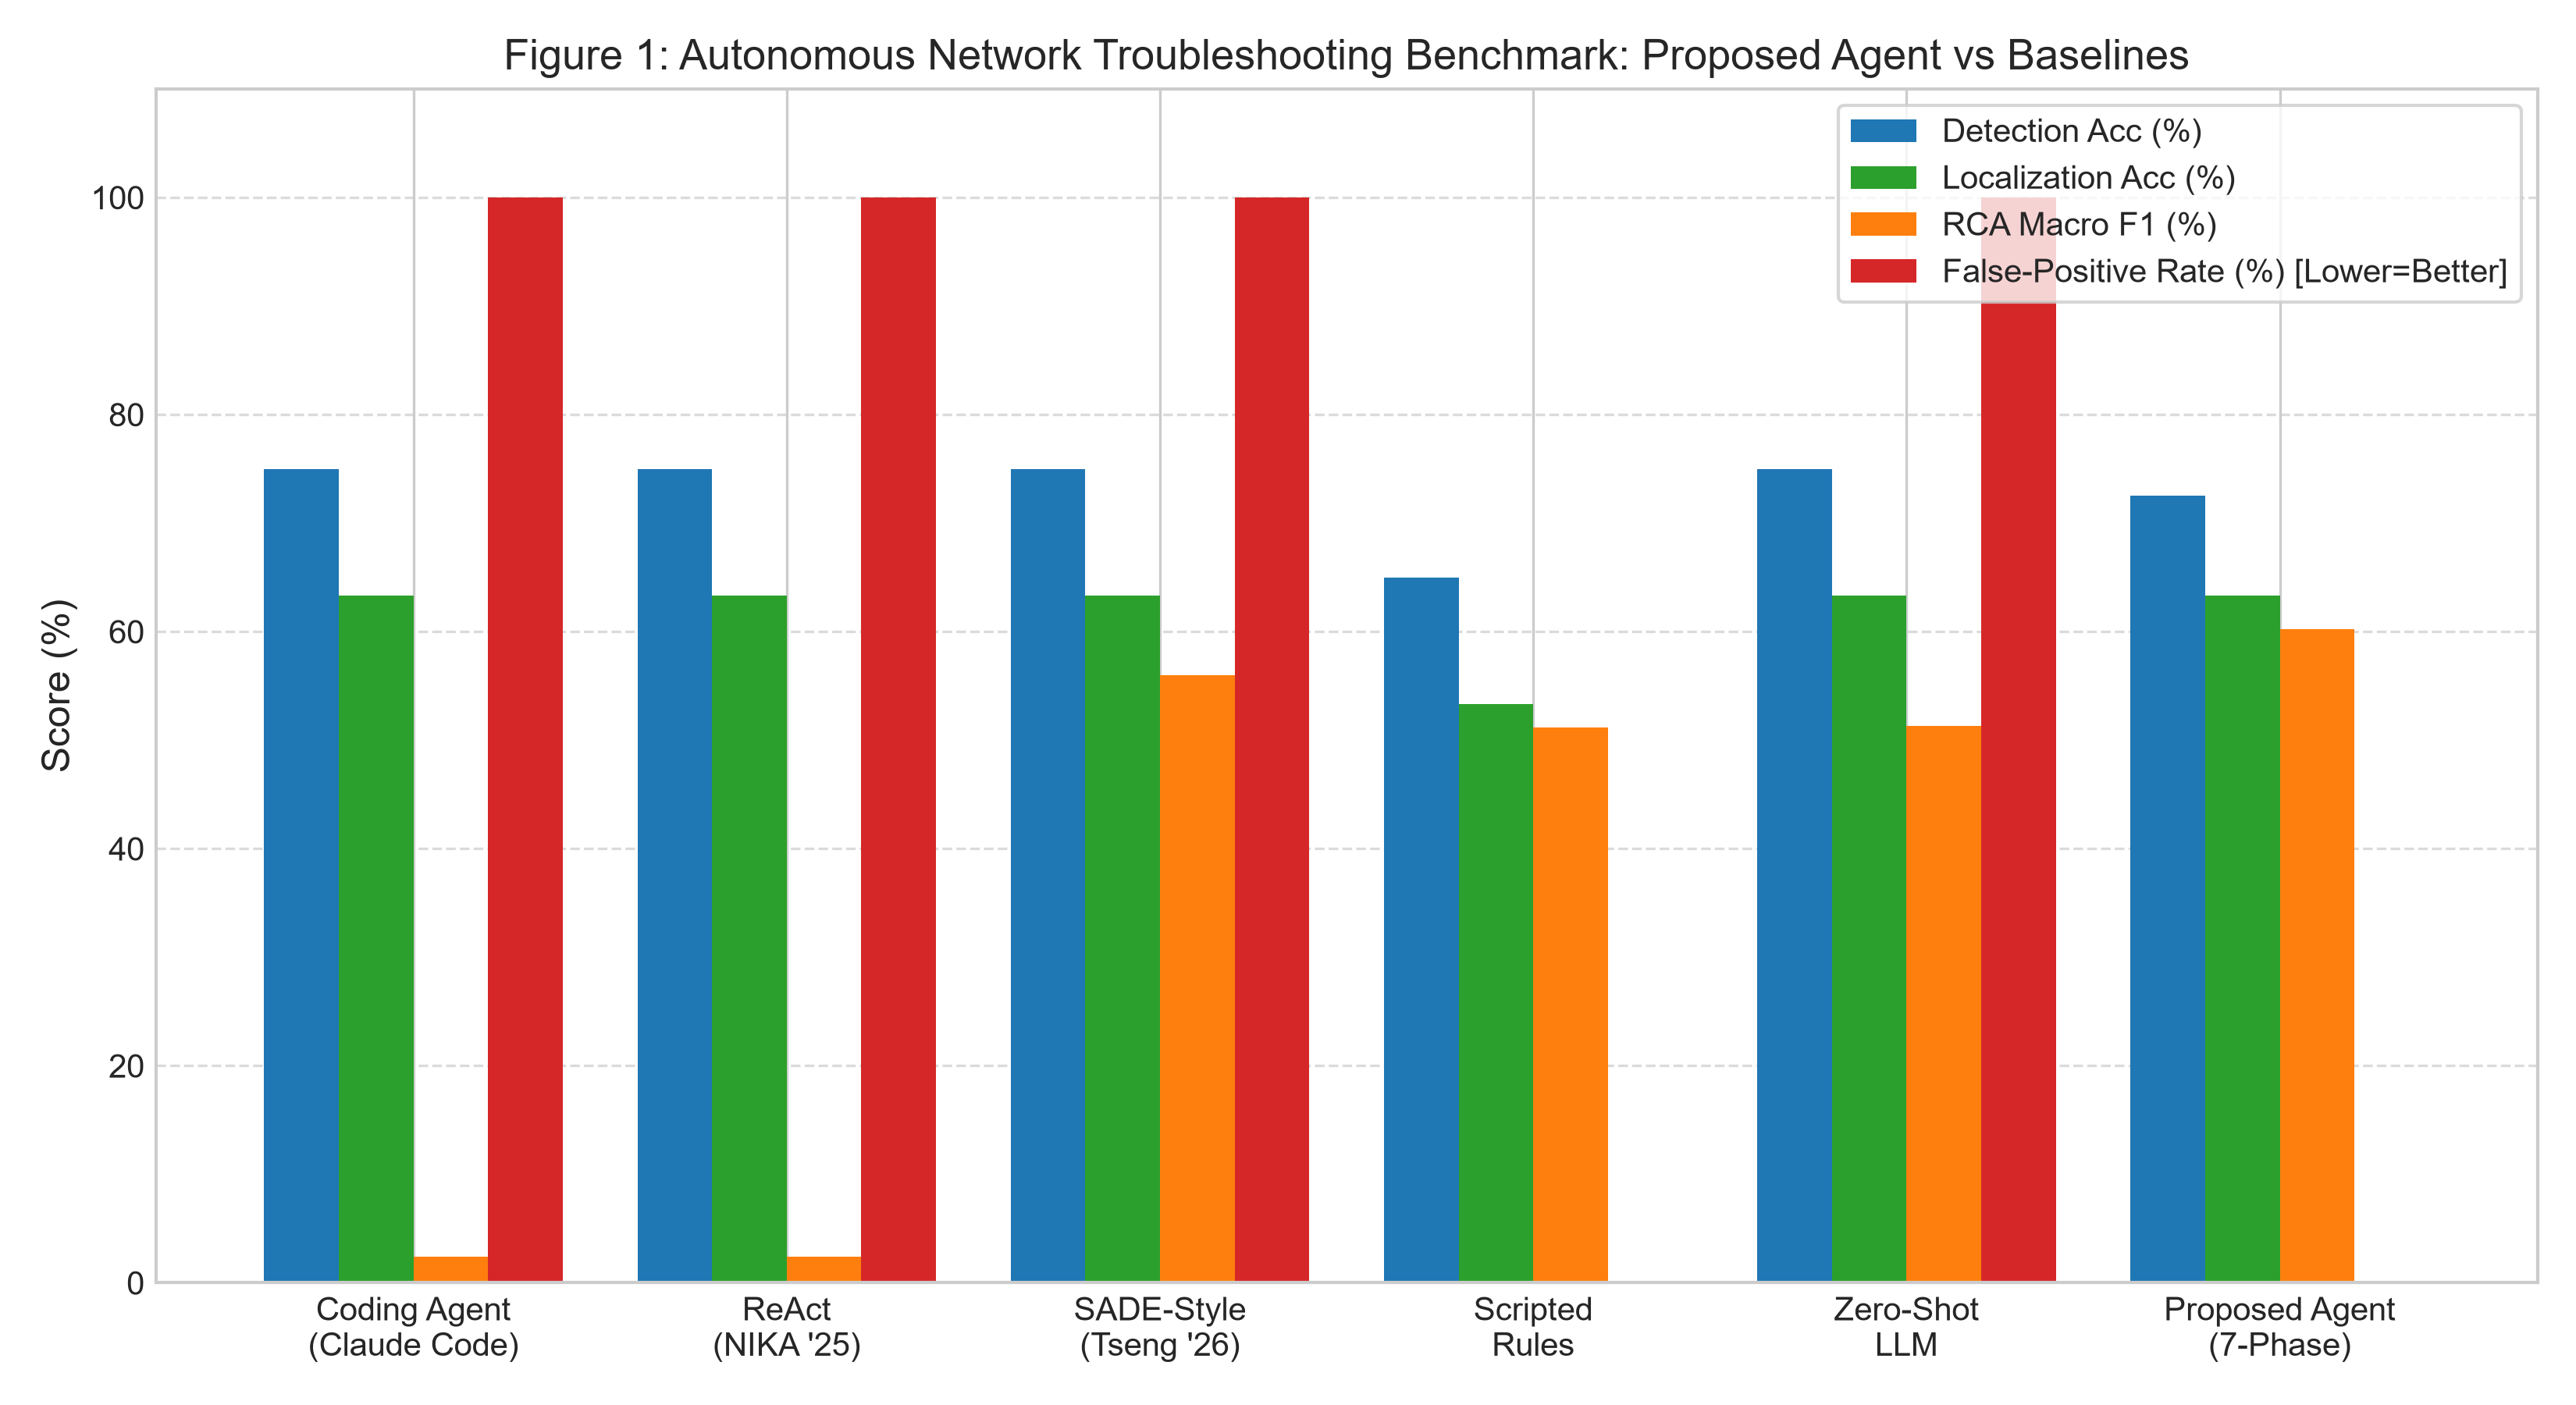 Figure 1: Autonomous Network Troubleshooting Benchmark: Proposed Agent vs Baselines
Detection Acc (%)
Localization Acc (%)
RCA Macro F1 (%)
False-Positive Rate (%) [Lower=Better]
Score (%)
100
80
60
40
20
0
Coding Agent
(Claude Code)
ReAct
(NIKA '25)
SADE-Style
(Tseng '26)
Scripted
Rules
Zero-Shot
LLM
Proposed Agent
(7-Phase)